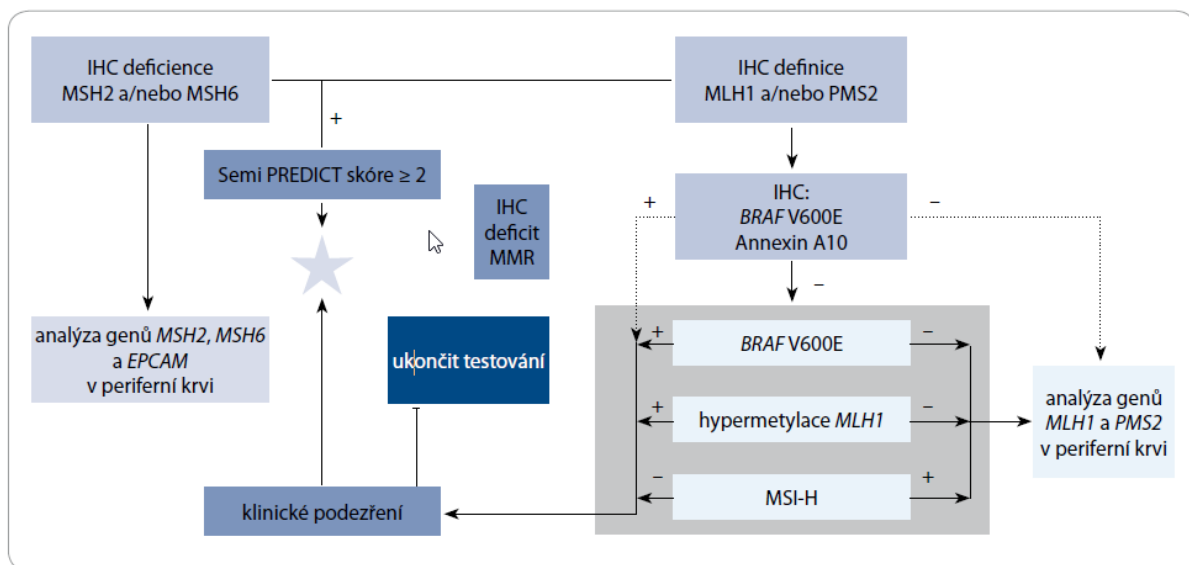 IHC deficience
MSH2 a/nebo MSH6
IHC definice
MLH1 a/nebo PMS2
+
Semi PREDICT skóre ≥ 2
IHC
deficit
MMR
+
IHC:
BRAF V600E
Annexin A10
–
–
analýza genů MSH2, MSH6
a EPCAM
v periferní krvi
ukončit testování
+
BRAF V600E
–
+
hypermetylace MLH1
–
–
MSI-H
+
analýza genů
MLH1 a PMS2
v periferní krvi
klinické podezření